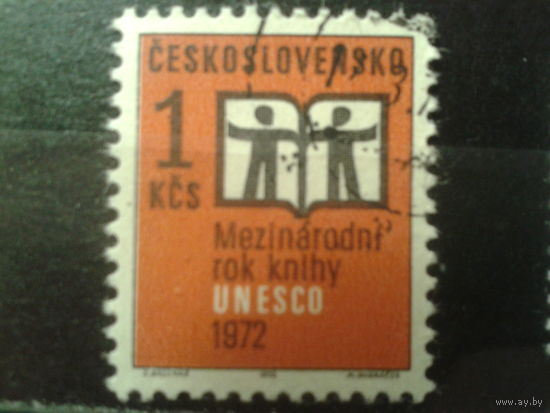 ČESKOSLOVENSKO
1
KČS
Mezinárodní
rok knihy
UNESCO
1972
www.ay.by